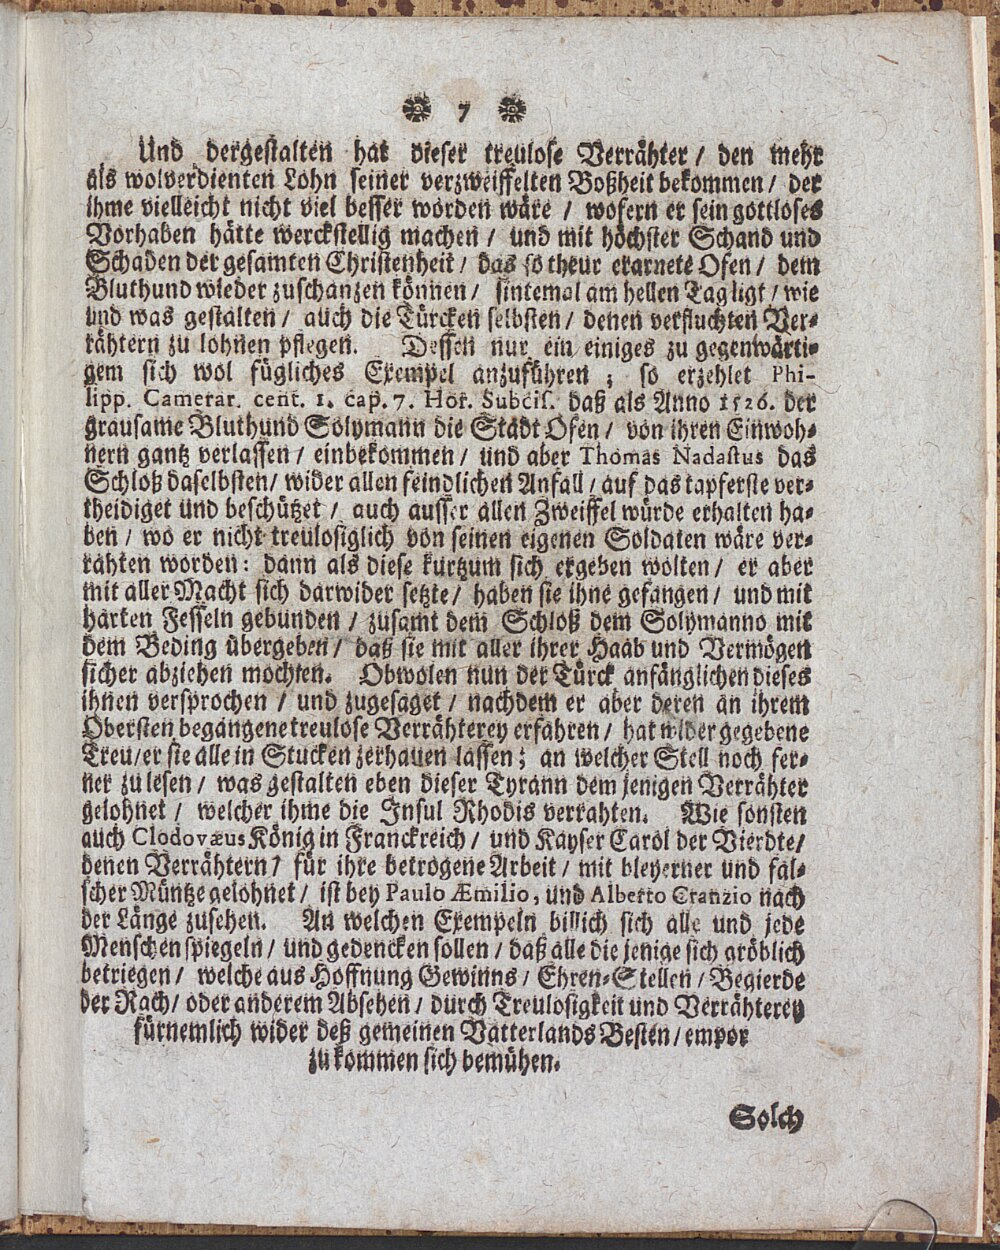 7
Und dergestalten hat dieser treulose Verrähter / den mehr
als wolverdienten Lohn seiner verzweiffelten Boßheit bekommen / der
ihme vielleicht nicht viel besser worden wäre / wofern er sein gottloses
Vorhaben hätte werckstellig machen / und mit höchster Schand und
Schaden der gesamten Christenheit / das so theur erarnete Ofen / dem
Bluthund wieder zuschanzen können / sintemal am hellen Tag ligt / wie
und was gestalten / auch die Türcken selbsten / denen verfluchten Ver-
rähtern zu lohnen pflegen. Dessen nur ein einiges zu gegenwärti-
gem sich wol fügliches Exempel anzuführen ; so erzehlet Phi-
lipp. Camerar. cent. 1. cap. 7. Hor. Subcis. daß als Anno 1526. der
grausame Bluthund Solymann die Stadt Ofen / von ihren Einwoh-
nern gantz verlassen / einbekommen / und aber Thomas Nadastus das
Schloß daselbsten / wider allen feindlichen Anfall / auf das tapferste ver-
theidiget und beschützet / auch ausser allen Zweiffel würde erhalten ha-
ben / wo er nicht treulosiglich von seinen eigenen Soldaten wäre ver-
rähten worden: dann als diese kurtzum sich ergeben wolten / er aber
mit aller Macht sich darwider setzte / haben sie ihne gefangen / und mit
harten Fesseln gebunden / zusamt dem Schloß dem Solymanno mit
dem Beding übergeben / daß sie mit aller ihrer Haab und Vermögen
sicher abziehen mochten. Obwolen nun der Türck anfänglichen dieses
ihnen versprochen / und zugesaget / nachdem er aber deren an ihrem
Obersten begangene treulose Verrähterey erfahren / hat wider gegebene
Treu / er sie alle in Stucken zerhauen lassen ; an welcher Stell noch fer-
ner zu lesen / was gestalten eben dieser Tyrann dem jenigen Verrähter
gelohnet / welcher ihme die Insul Rhodis verrahten. Wie sonsten
auch Clodovæus König in Franckreich / und Kayser Carol der Vierdte /
denen Verrähtern / für ihre betrogene Arbeit / mit bleyerner und fal-
scher Müntze gelohnet / ist bey Paulo Æmilio, und Alberto Crantzio nach
der Länge zusehen. An welchen Exempeln billich sich alle und jede
Menschen spiegeln / und gedencken sollen / daß alle die jenige sich gröblich
betriegen / welche aus Hoffnung Gewinns / Ehren-Stellen / Begierde
der Rach / oder anderem Absehen / durch Treulosigkeit und Verrähterey
fürnemlich wider deß gemeinen Vatterlands Besten / empor
zu kommen sich bemühen.
Solch